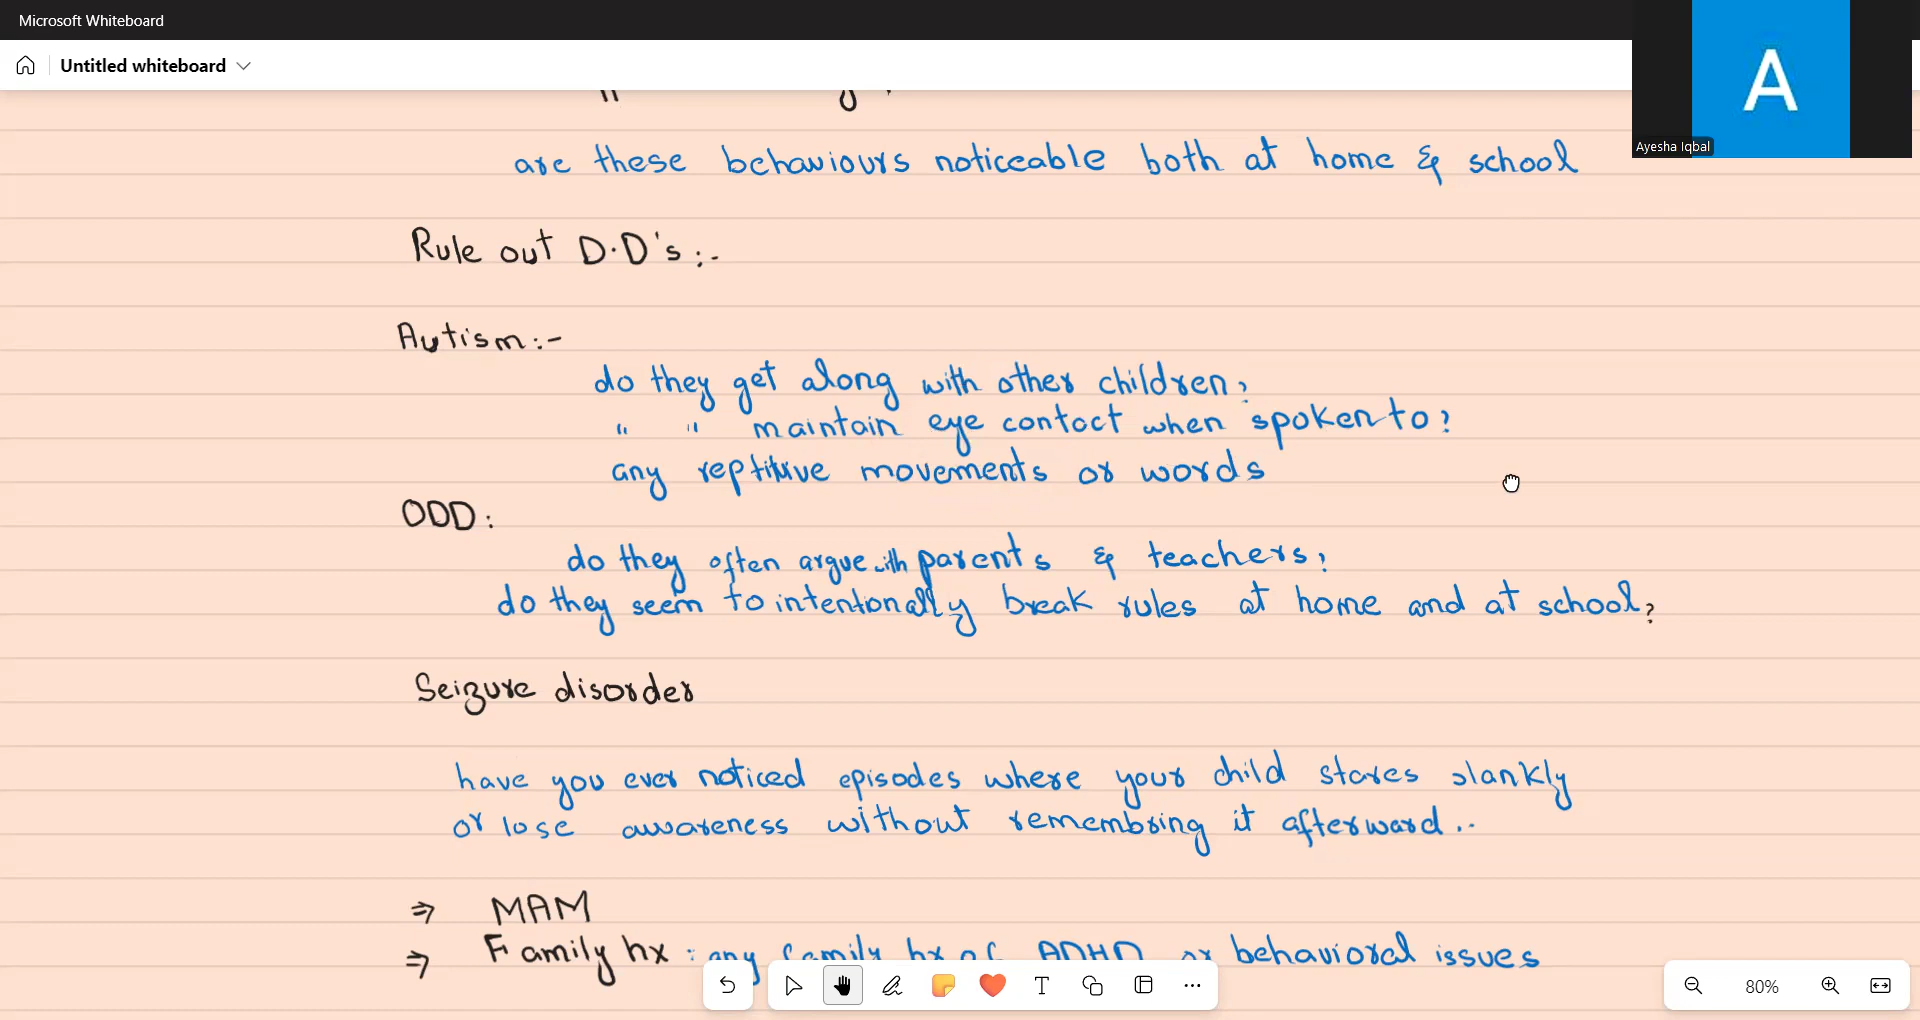 Microsoft Whiteboard
Untitled whiteboard
A
Ayesha Iqbal
are these behaviours noticeable both at home & school
Rule out D.D's :-
Autism :-
do they get along with other children?
" " maintain eye contact when spoken to?
any reptitive movements or words
ODD :
do they often argue with parents & teachers?
do they seem to intentionally break rules at home and at school?
Seizure disorder
have you ever noticed episodes where your child stares blankly
or lose awareness without remembring it afterward..
⇒ MAM
⇒ Family hx : any family hx of ADHD or behavioral issues
80%